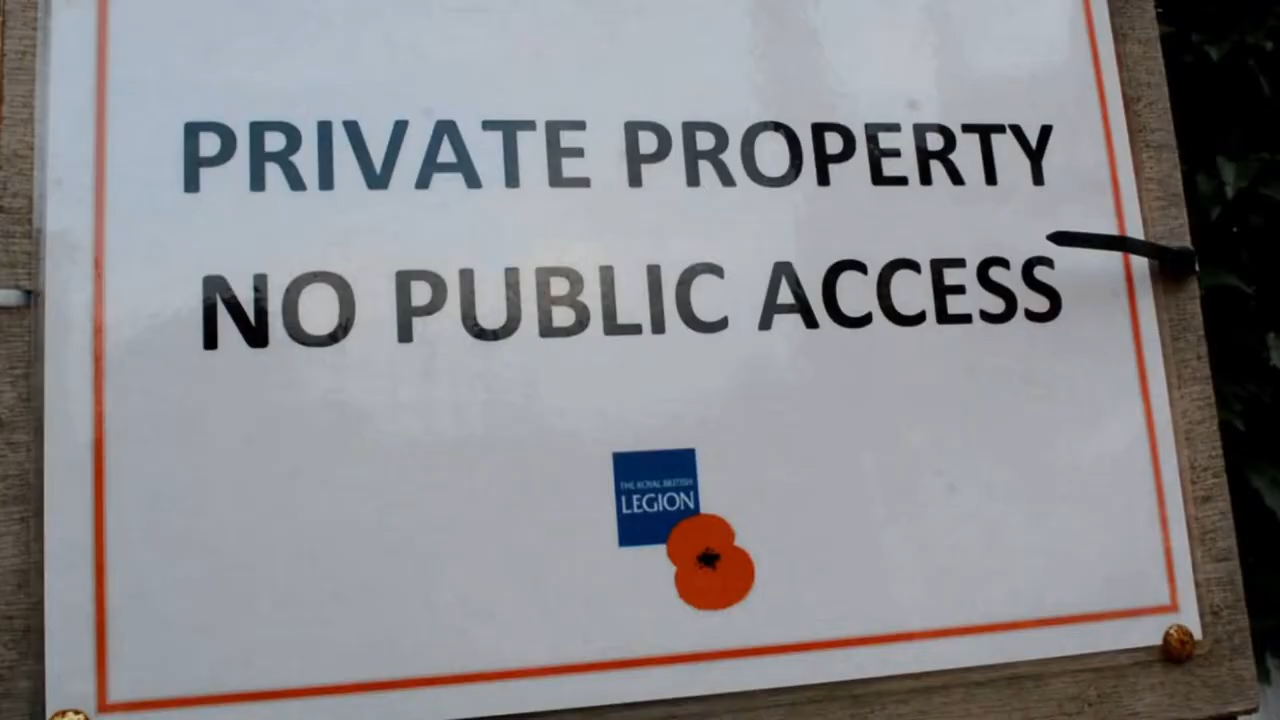 PRIVATE PROPERTY
NO PUBLIC ACCESS
THE ROYAL BRITISH
LEGION